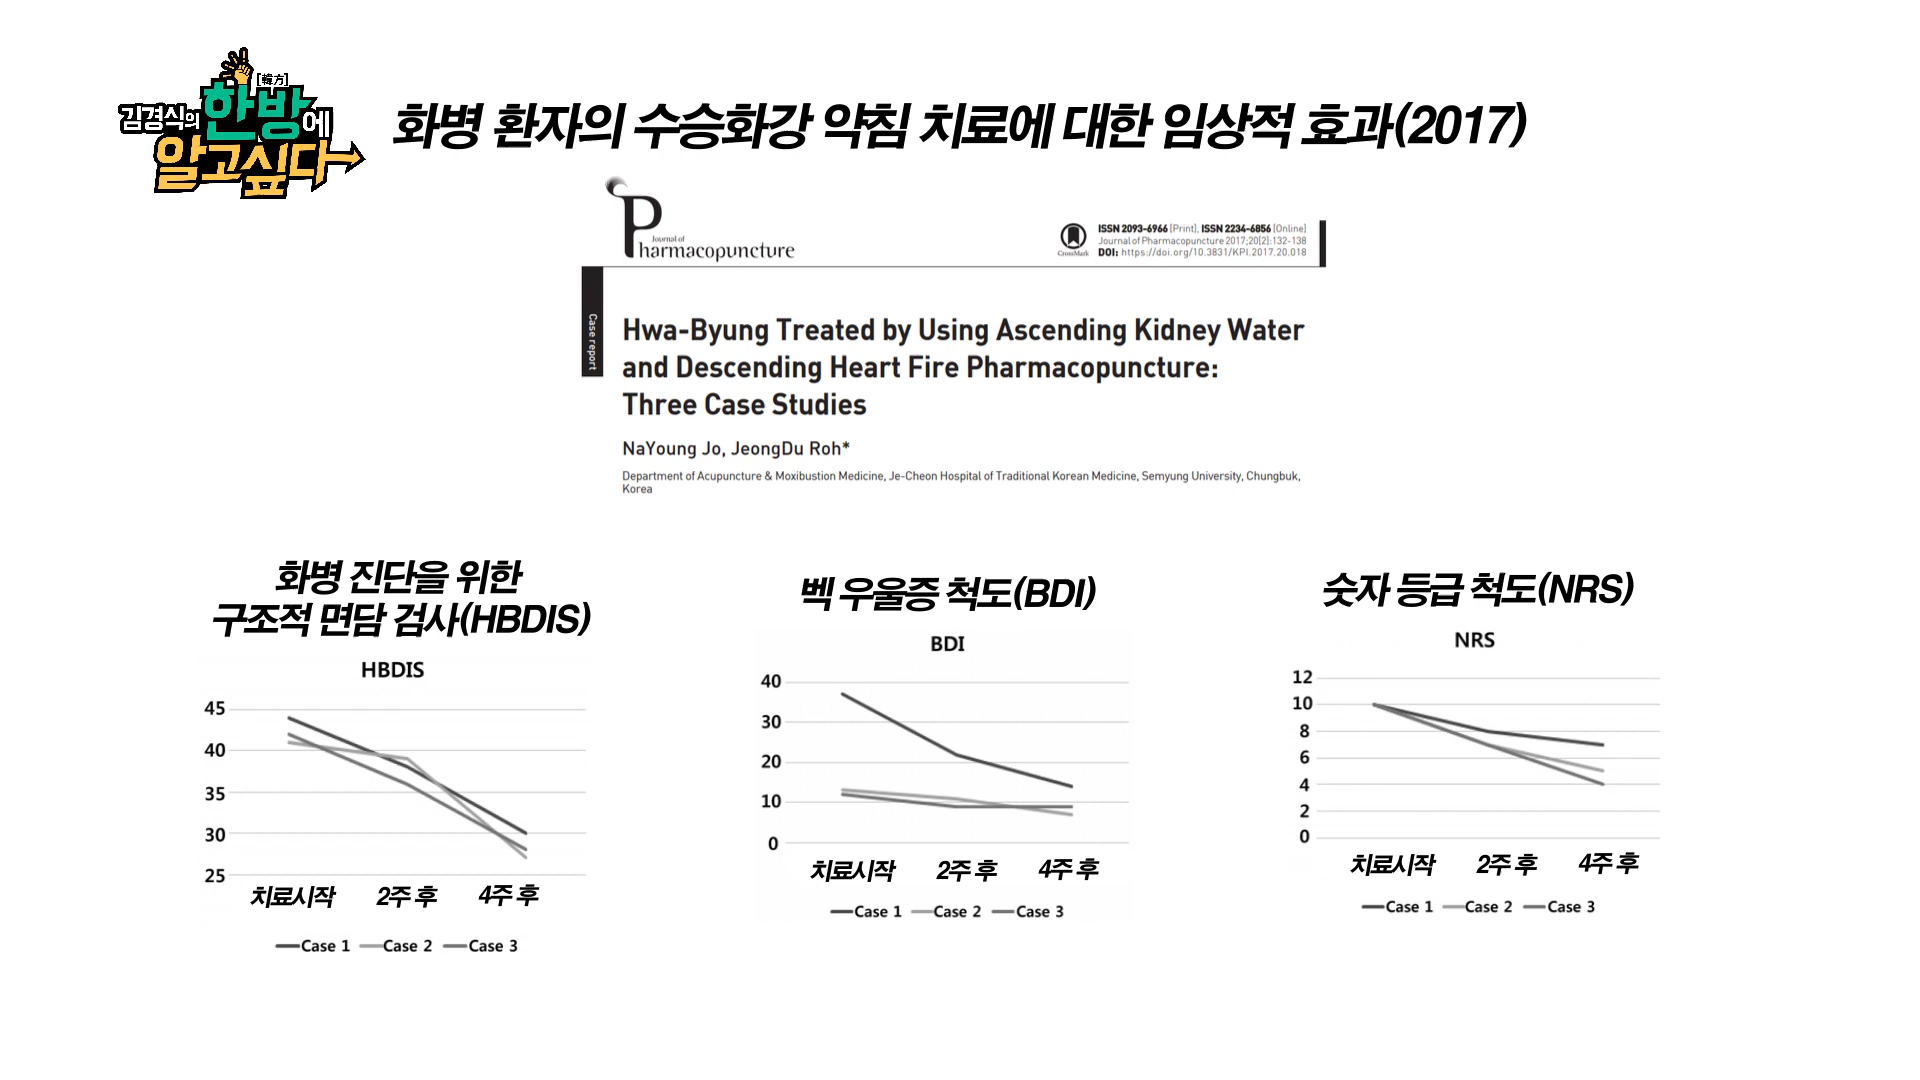 김경식의 한방에 [韓方]
알고싶다
화병 환자의 수승화강 약침 치료에 대한 임상적 효과(2017)
Journal of
Pharmacopuncture
CrossMark
ISSN 2093-6966 [Print], ISSN 2234-6856 [Online]
Journal of Pharmacopuncture 2017;20[2]:132-138
DOI: https://doi.org/10.3831/KPI.2017.20.018
Case report
Hwa-Byung Treated by Using Ascending Kidney Water
and Descending Heart Fire Pharmacopuncture:
Three Case Studies
NaYoung Jo, JeongDu Roh*
Department of Acupuncture & Moxibustion Medicine, Je-Cheon Hospital of Traditional Korean Medicine, Semyung University, Chungbuk,
Korea
화병 진단을 위한
구조적 면담 검사(HBDIS)
HBDIS
45
40
35
30
25
치료시작 2주 후 4주 후
Case 1 Case 2 Case 3
벡 우울증 척도(BDI)
BDI
40
30
20
10
0
치료시작 2주 후 4주 후
Case 1 Case 2 Case 3
숫자 등급 척도(NRS)
NRS
12
10
8
6
4
2
0
치료시작 2주 후 4주 후
Case 1 Case 2 Case 3